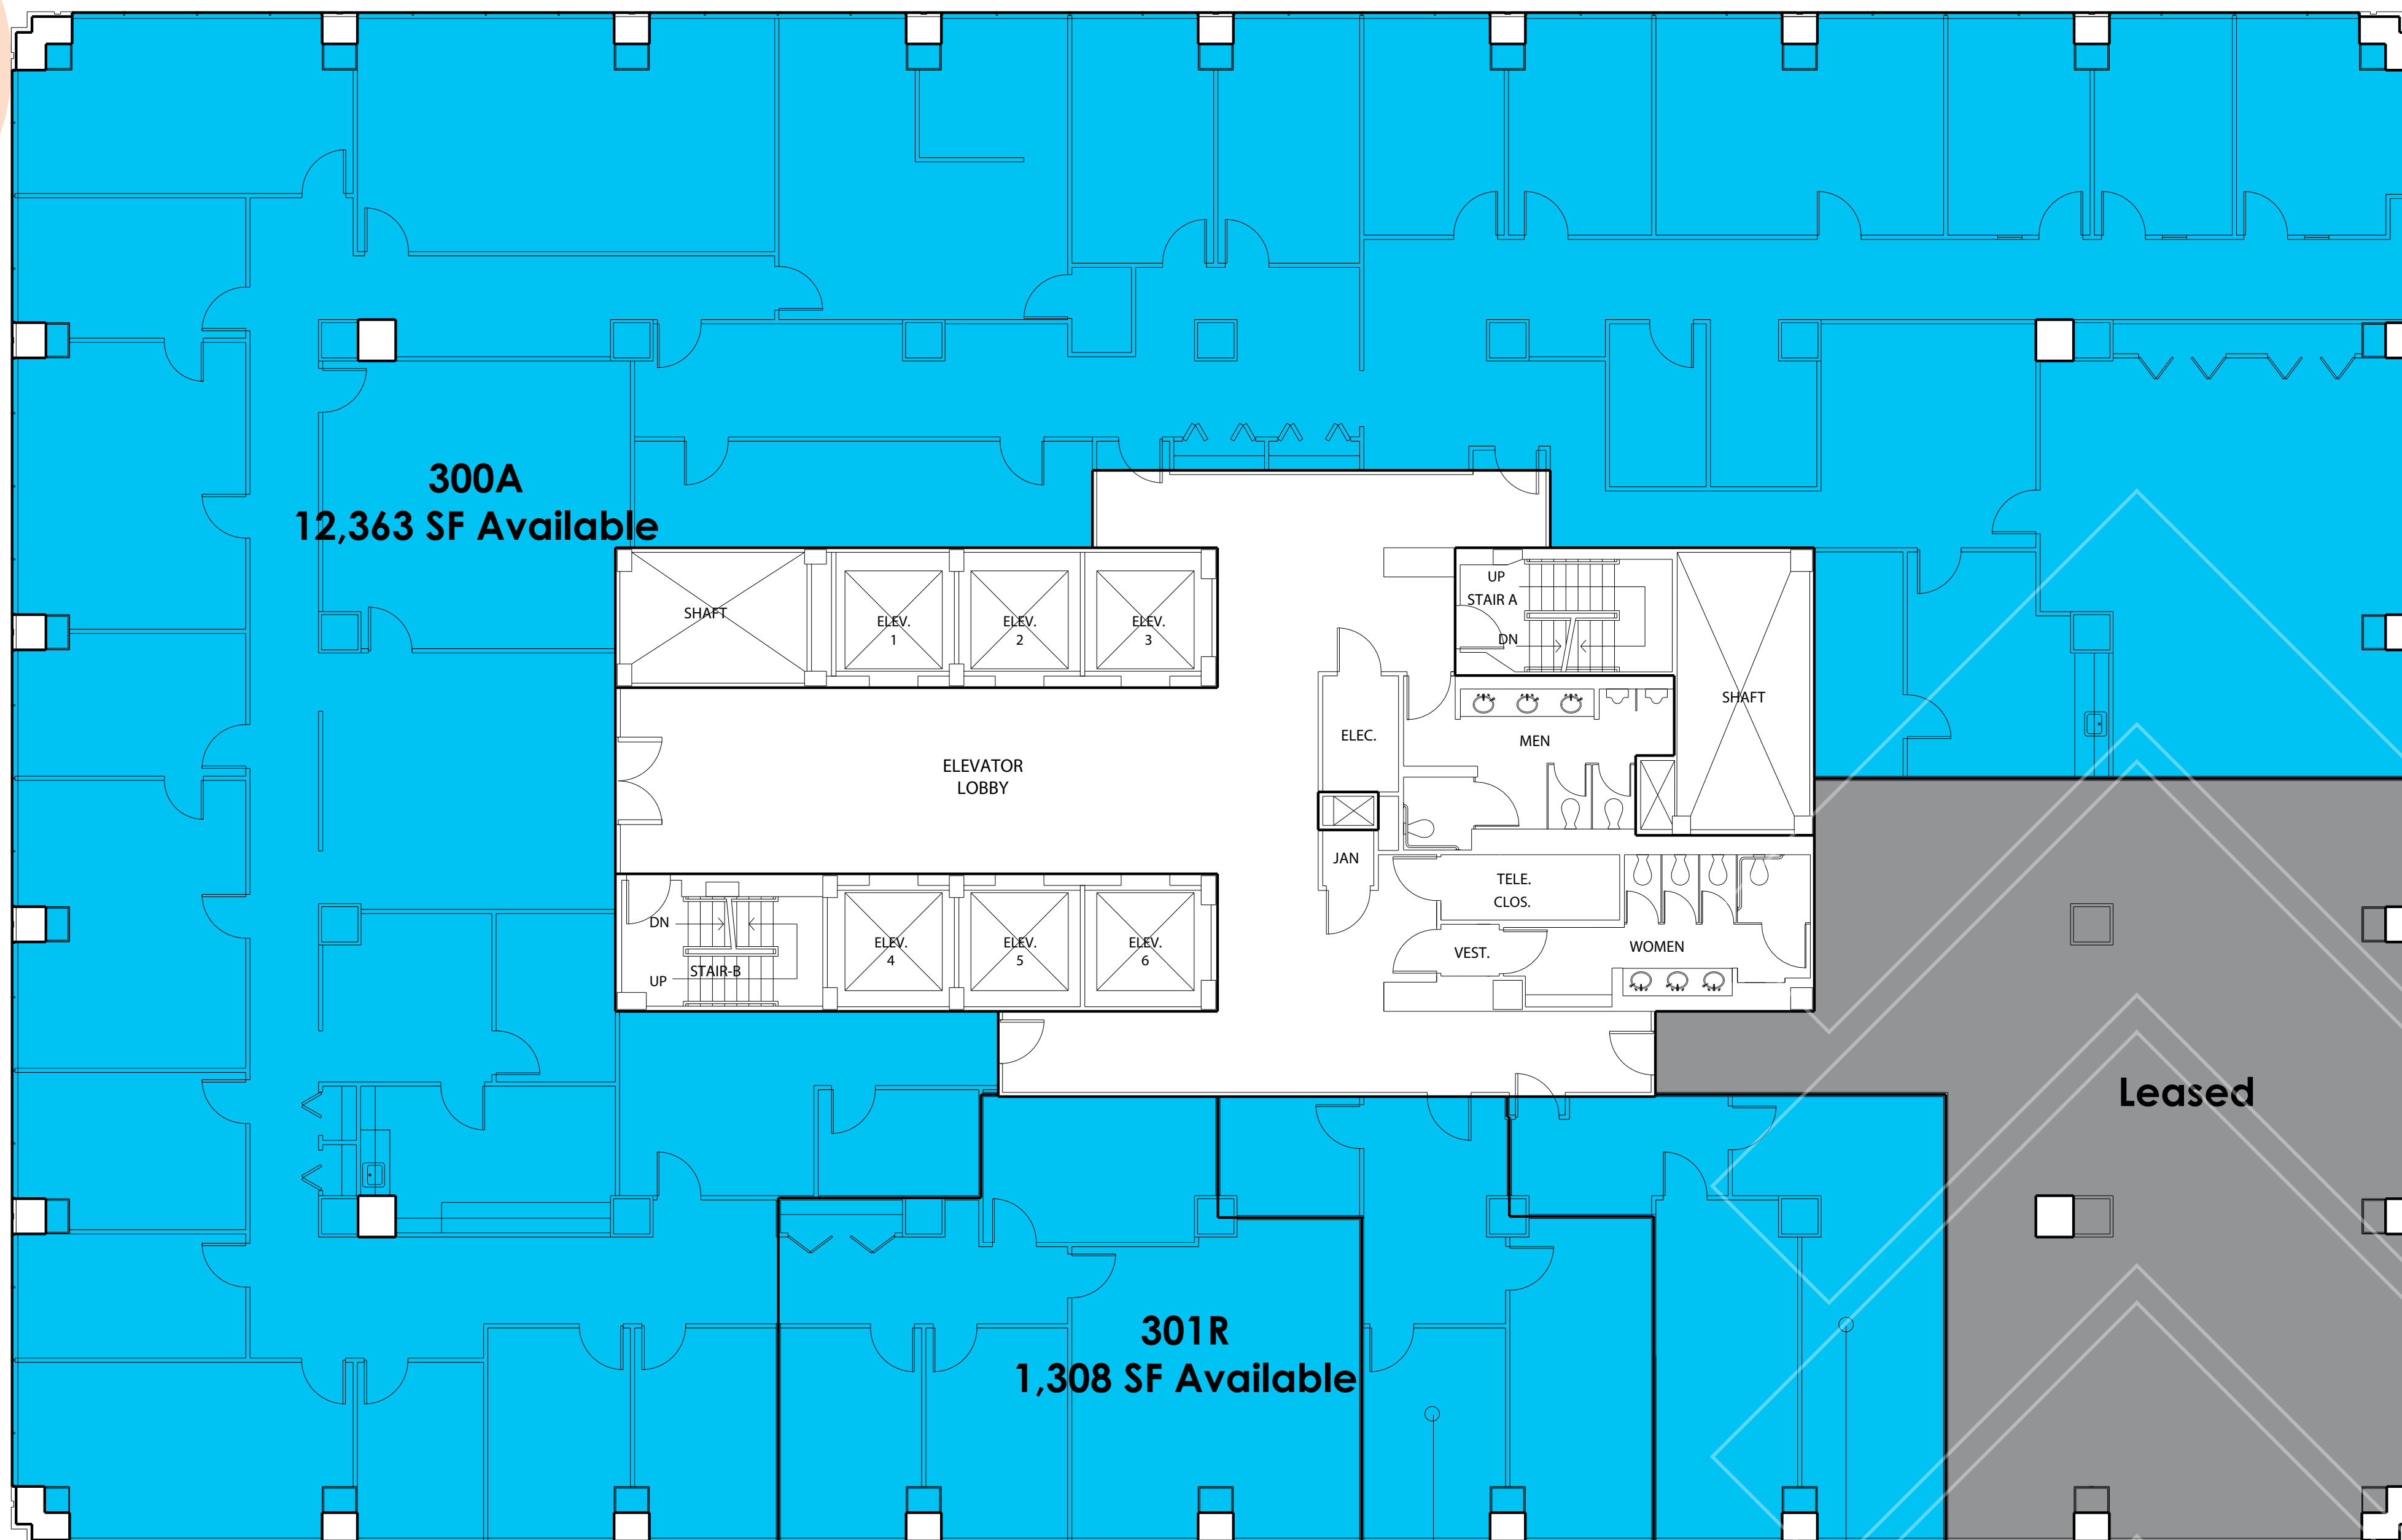 300A
12,363 SF Available
SHAFT
ELEV.
1
ELEV.
2
ELEV.
3
UP
STAIR A
DN
SHAFT
ELEC.
MEN
ELEVATOR
LOBBY
JAN
TELE.
CLOS.
DN
STAIR-B
UP
ELEV.
4
ELEV.
5
ELEV.
6
VEST.
WOMEN
Leased
301R
1,308 SF Available